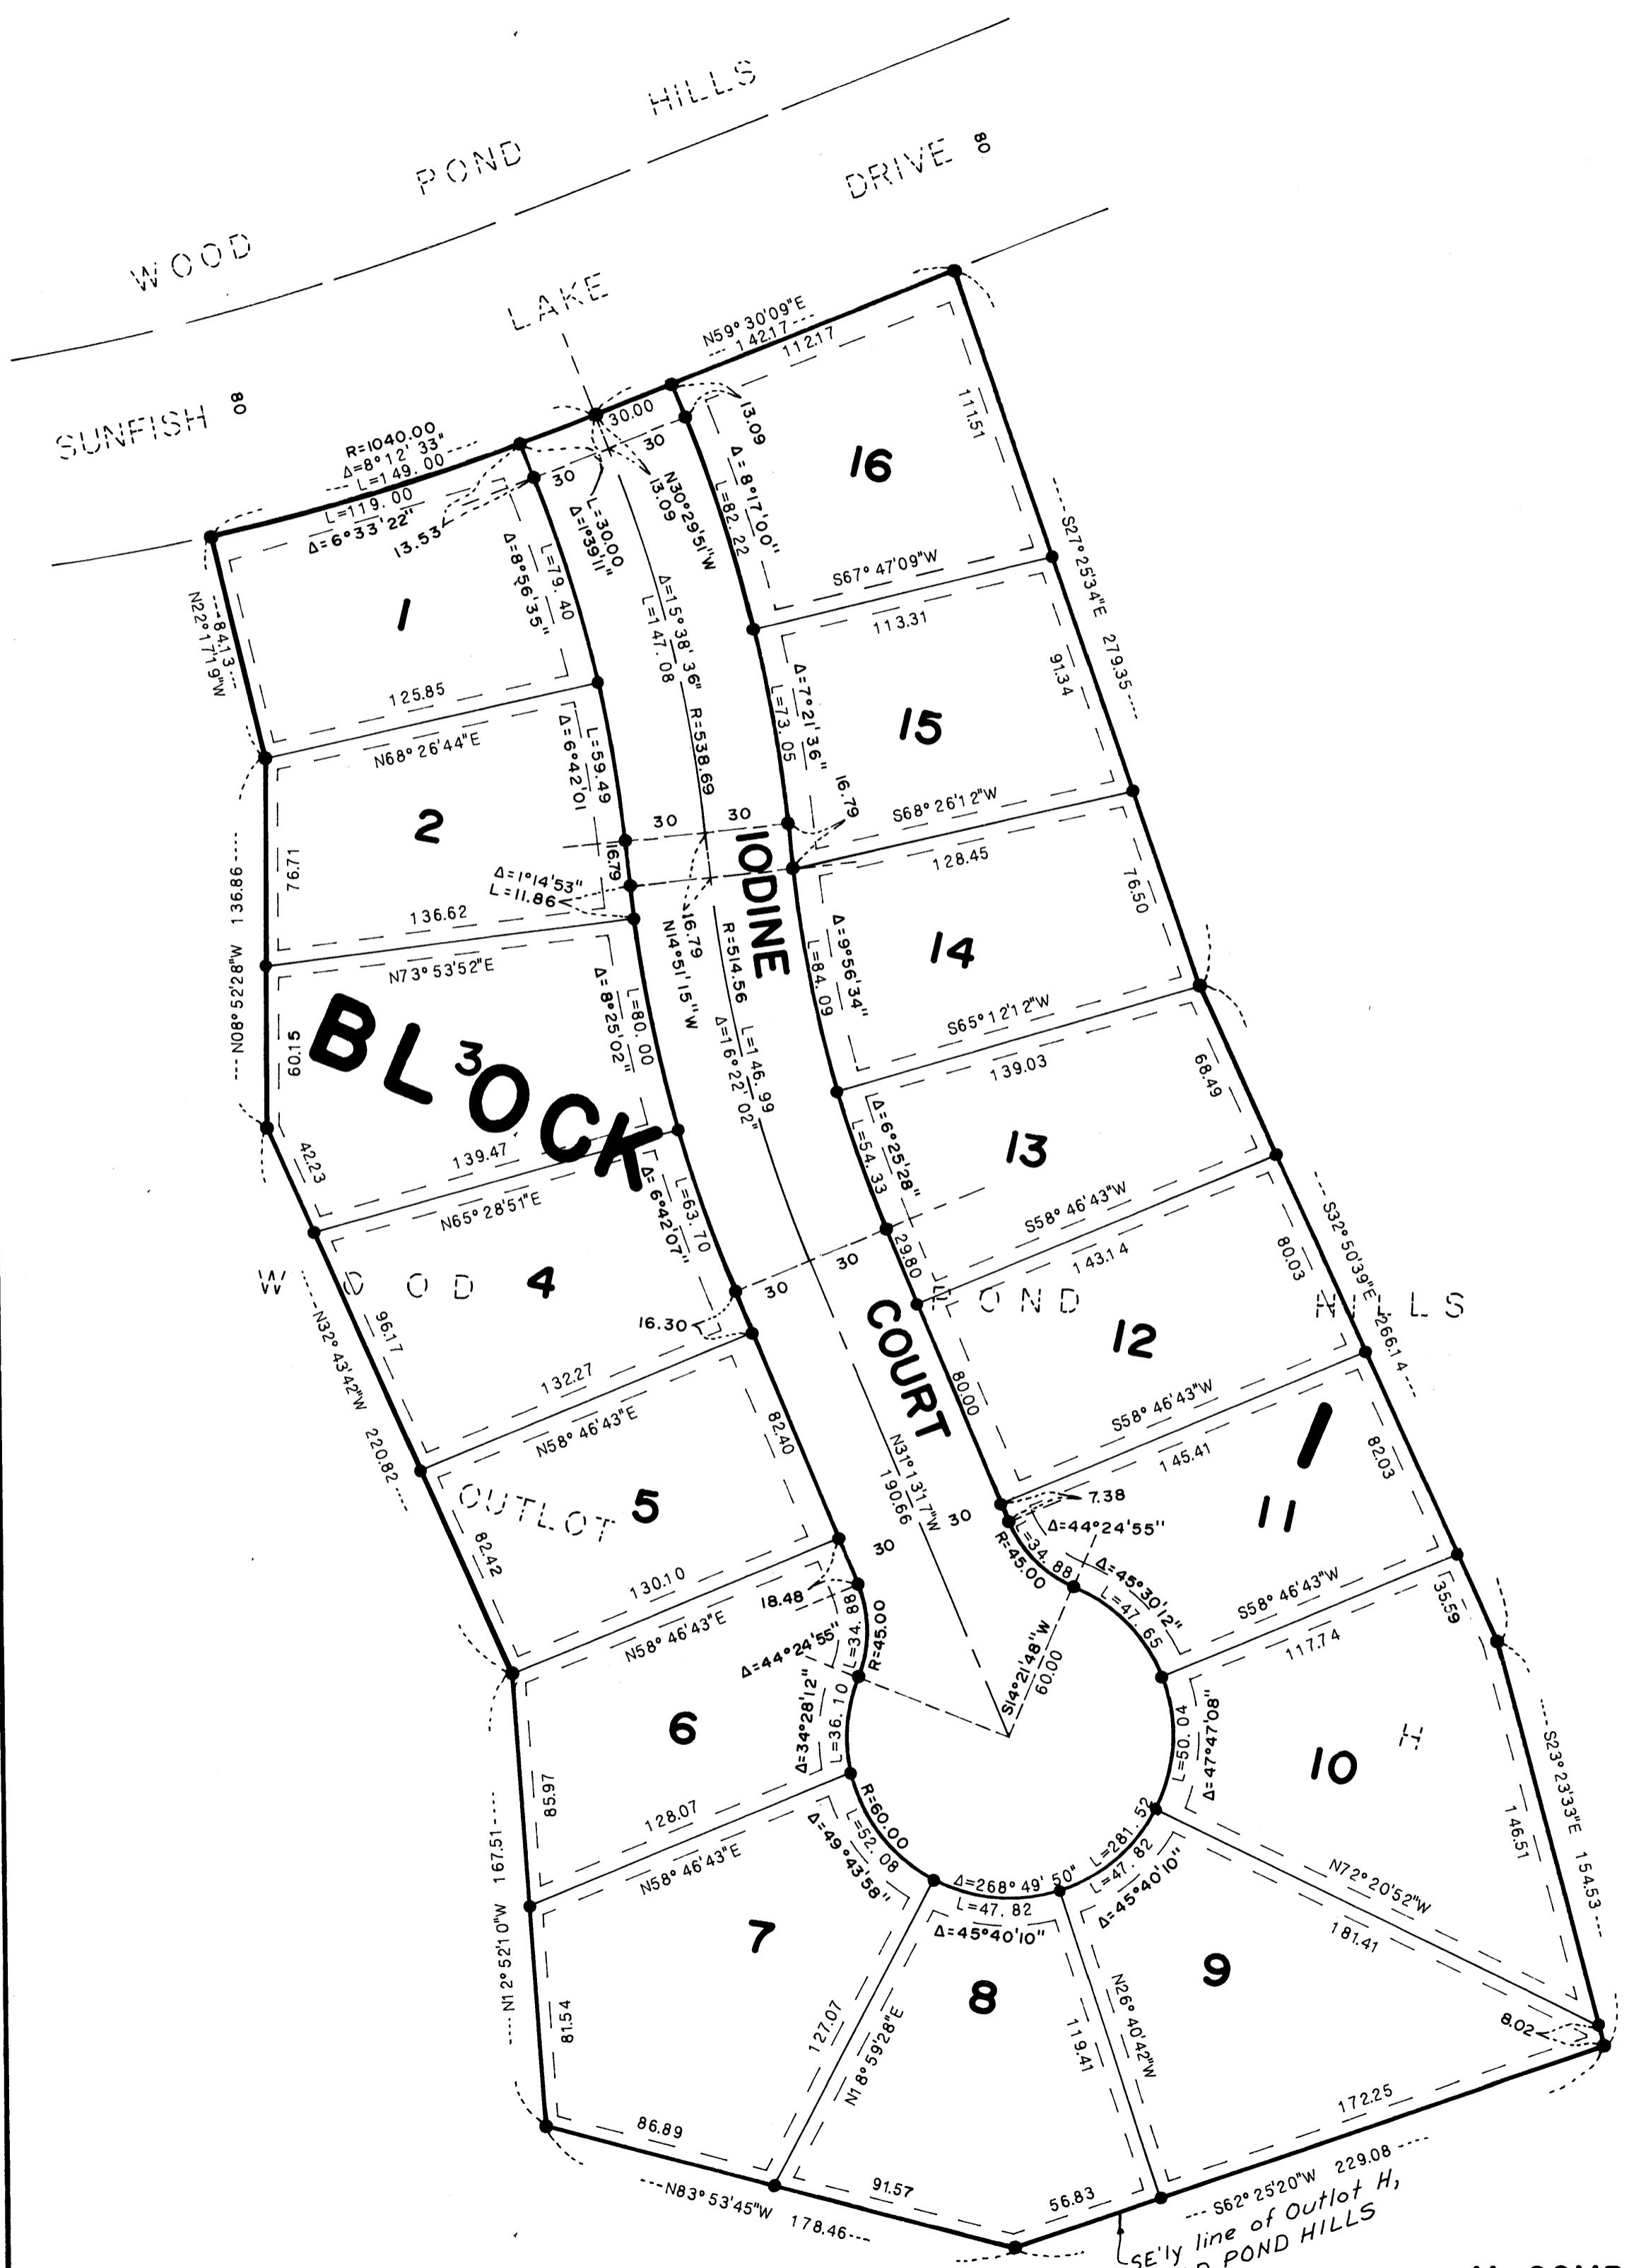 WOOD POND HILLS
SUNFISH 80 LAKE DRIVE 80
N59°30'09"E
--- 142.17 ---
112.17
R=1040.00
Δ=8°12'33"
--- L=149.00 ---
L=119.00
Δ=6°33'22"
13.53
30.00
30
30
13.09
N30°29'51"W
13.09
L=30.00
Δ=1°39'11"
16
Δ=8°17'00"
L=82.22
111.51
S67°47'09"W
113.31
---S27°25'34"E 279.35---
1
Δ=8°56'35"
L=79.40
---84.13---
N22°17'19"W
125.85
N68°26'44"E
Δ=15°38'36"
L=147.08
R=538.69
15
Δ=7°21'36"
L=73.05
91.34
16.79
S68°26'12"W
128.45
2
Δ=6°42'01"
L=59.49
76.71
16.79
30
30
Δ=1°14'53"
L=11.86
136.62
N73°53'52"E
---N08°52'28"W 136.86---
IODINE
16.79
N14°51'15"W
R=514.56 L=146.99
Δ=16°22'02"
14
Δ=9°56'34"
L=84.09
76.50
S65°12'12"W
139.03
BLOCK
3
60.15
42.23
Δ=8°25'02"
L=80.00
139.47
N65°28'51"E
13
Δ=6°25'28"
L=54.33
68.49
29.80
S58°46'43"W
143.14
---S32°50'39"E 266.14---
WOOD POND HILLS
4
Δ=6°42'07"
L=63.70
30
30
96.17
16.30
132.27
N58°46'43"E
---N32°43'42"W 220.82---
COURT
12
80.03
80.00
S58°46'43"W
145.41
1
OUTLOT
5
82.40
82.42
130.10
N58°46'43"E
N31°13'17"W
190.66
30
30
11
7.38
Δ=44°24'55"
L=34.88
R=45.00
Δ=45°30'12"
L=47.65
82.03
S58°46'43"W
117.74
18.48
Δ=44°24'55"
L=34.88
R=45.00
S14°21'48"W
60.00
6
Δ=34°28'12"
L=36.10
85.97
128.07
N58°46'43"E
---N12°52'10"W 167.51---
10
H
35.59
L=50.04
Δ=47°47'08"
146.51
---S23°23'33"E 154.53---
N72°20'52"W
181.41
8.02
R=60.00
L=52.08
Δ=49°43'58"
Δ=268°49'50"
L=281.52
L=47.82
Δ=45°40'10"
L=47.82
Δ=45°40'10"
7
8
9
81.54
127.07
N18°59'28"E
119.41
N26°40'42"W
86.89
91.57
---N83°53'45"W 178.46---
56.83
172.25
---S62°25'20"W 229.08---
SE'ly line of Outlot H,
POND HILLS